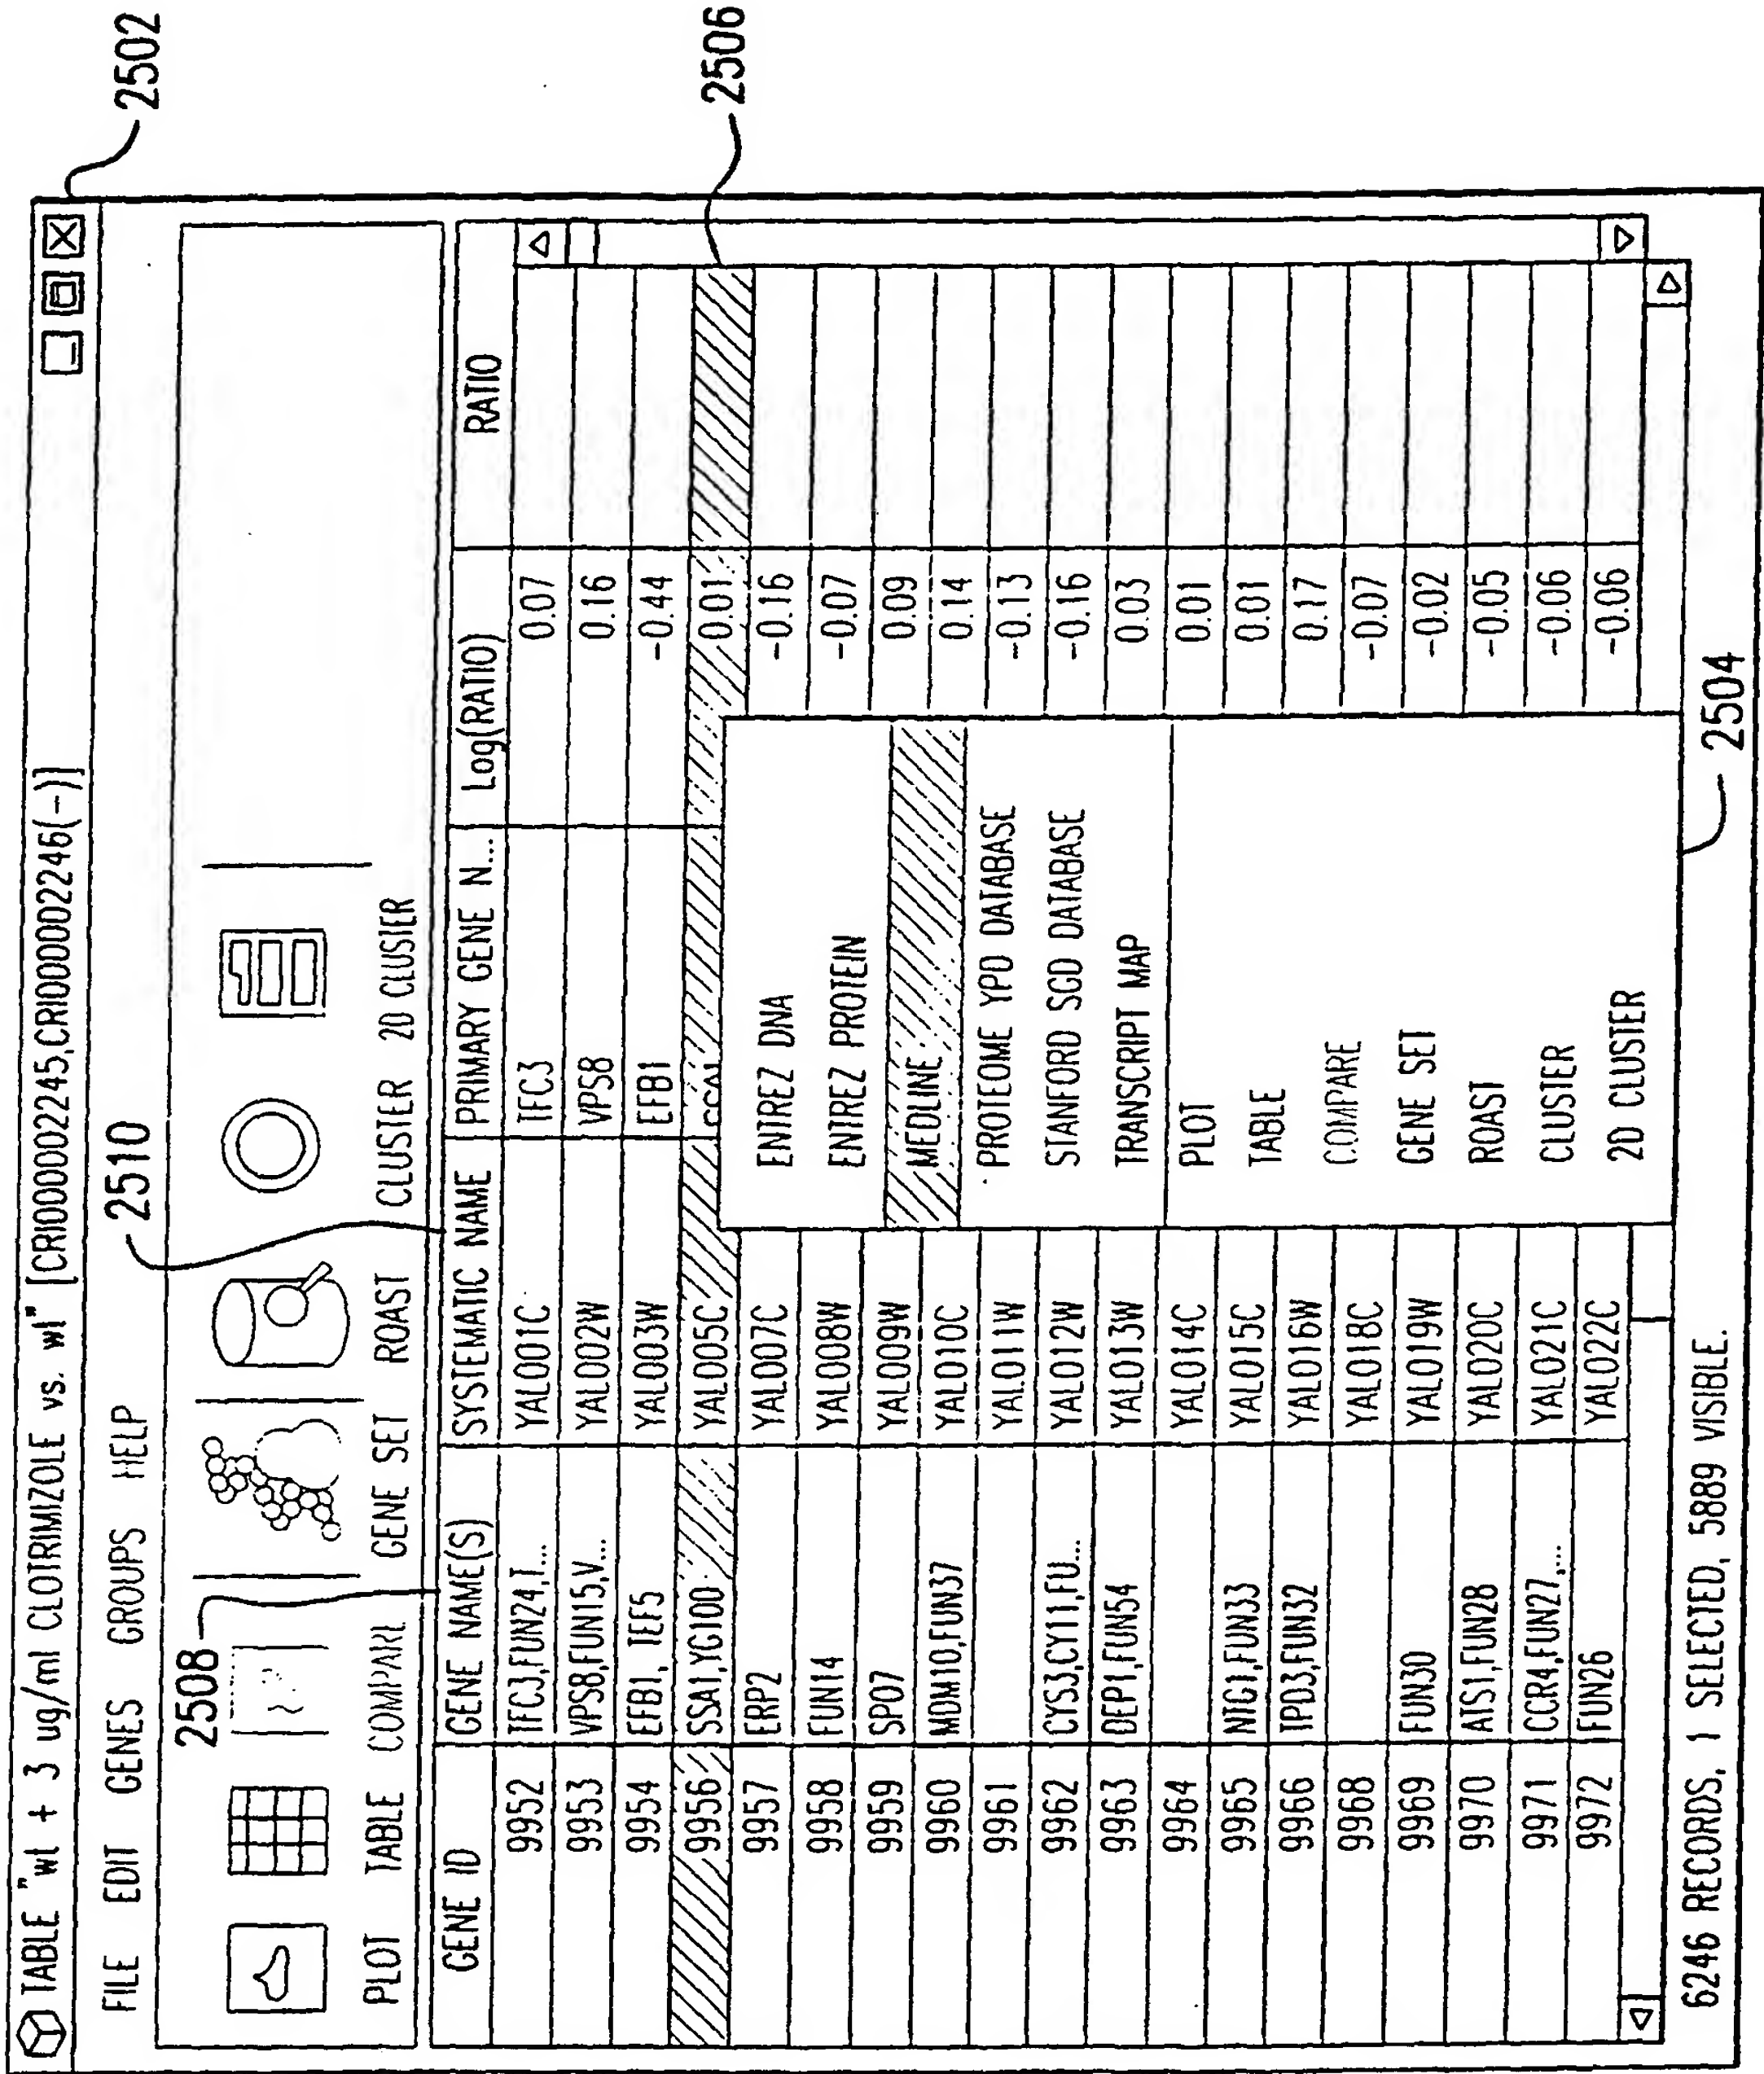 TABLE "wt + 3 ug/ml CLOTRIMIZOLE vs. wt" [CRI0000002245,CRI0000002246(-)]
2502
FILE EDIT GENES GROUPS HELP
2508
2510
PLOT TABLE COMPARE GENE SET ROAST CLUSTER 2D CLUSTER
GENE ID GENE NAME(S) SYSTEMATIC NAME PRIMARY GENE N... Log(RATIO) RATIO
9952 TFC3,FUN24,T... YAL001C TFC3 0.07
9953 VPS8,FUN15,V... YAL002W VPS8 0.16
9954 EFB1, TEF5 YAL003W EFB1 -0.44
9956 SSA1,YG100 YAL005C 0.01
2506
9957 ERP2 YAL007C -0.16
9958 FUN14 YAL008W -0.07
9959 SPO7 YAL009W 0.09
9960 MDM10,FUN37 YAL010C 0.14
9961 YAL011W -0.13
9962 CYS3,CY11,FU... YAL012W -0.16
9963 DEP1,FUN54 YAL013W 0.03
9964 YAL014C 0.01
9965 NTG1,FUN33 YAL015C 0.01
9966 TPD3,FUN32 YAL016W 0.17
9968 YAL018C -0.07
9969 FUN30 YAL019W -0.02
9970 ATS1,FUN28 YAL020C -0.05
9971 CCR4,FUN27,... YAL021C -0.06
9972 FUN26 YAL022C -0.06
ENTREZ DNA
ENTIREZ PROTEIN
MEDLINE
PROTEOME YPD DATABASE
STANFORD SGD DATABASE
TRANSCRIPT MAP
PLOT
TABLE
COMPARE
GENE SET
ROAST
CLUSTER
2D CLUSTER
2504
6246 RECORDS, 1 SELECTED, 5889 VISIBLE.